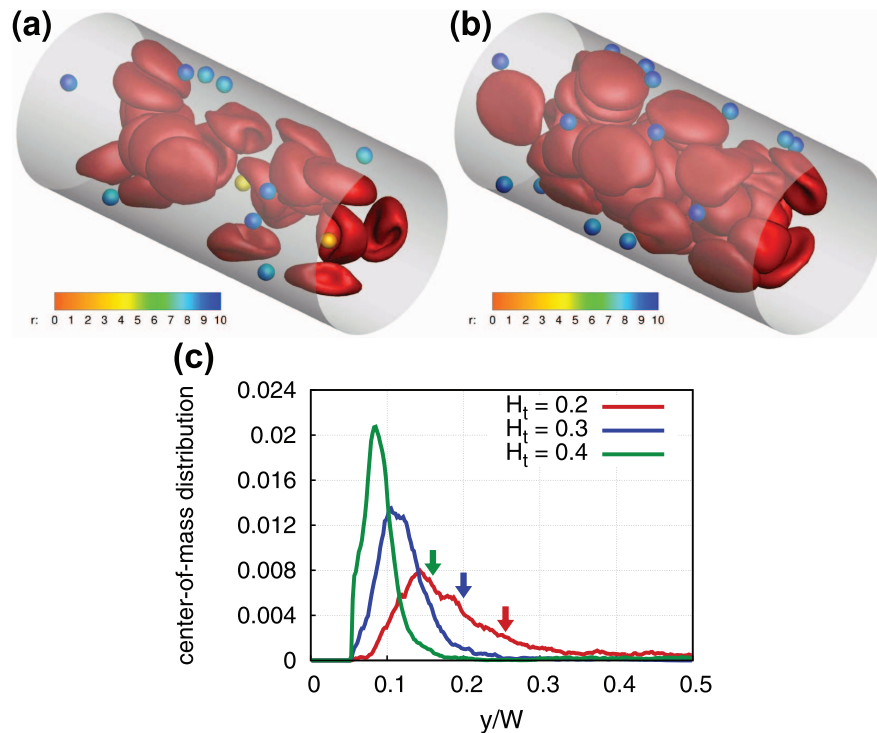 (a)
(b)
r: 0 1 2 3 4 5 6 7 8 9 10
r: 0 1 2 3 4 5 6 7 8 9 10
(c)
center-of-mass distribution
0.024
0.02
0.016
0.012
0.008
0.004
0
Ht = 0.2
Ht = 0.3
Ht = 0.4
0 0.1 0.2 0.3 0.4 0.5
y/W